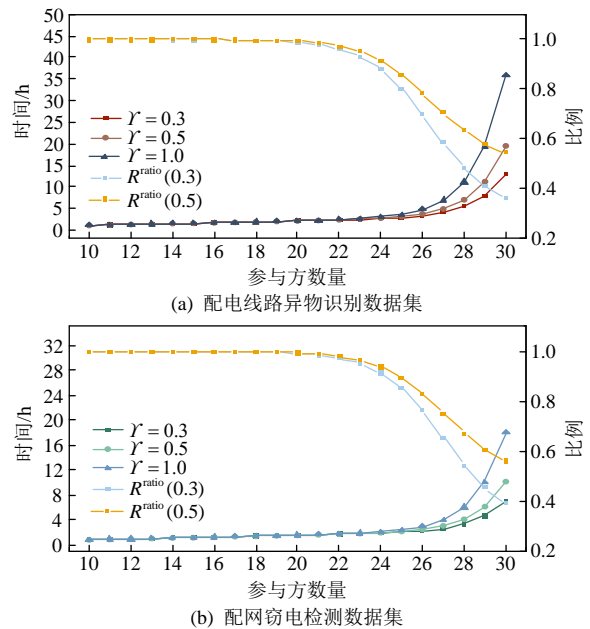 50
45
40
35
30
25
20
15
10
5
0
时间/h
1.0
0.8
0.6
0.4
0.2
比例
ϒ = 0.3
ϒ = 0.5
ϒ = 1.0
R^ratio (0.3)
R^ratio (0.5)
10 12 14 16 18 20 22 24 26 28 30
参与方数量
(a) 配电线路异物识别数据集
32
28
24
20
16
12
8
4
0
时间/h
1.0
0.8
0.6
0.4
0.2
比例
ϒ = 0.3
ϒ = 0.5
ϒ = 1.0
R^ratio (0.3)
R^ratio (0.5)
10 12 14 16 18 20 22 24 26 28 30
参与方数量
(b) 配网窃电检测数据集